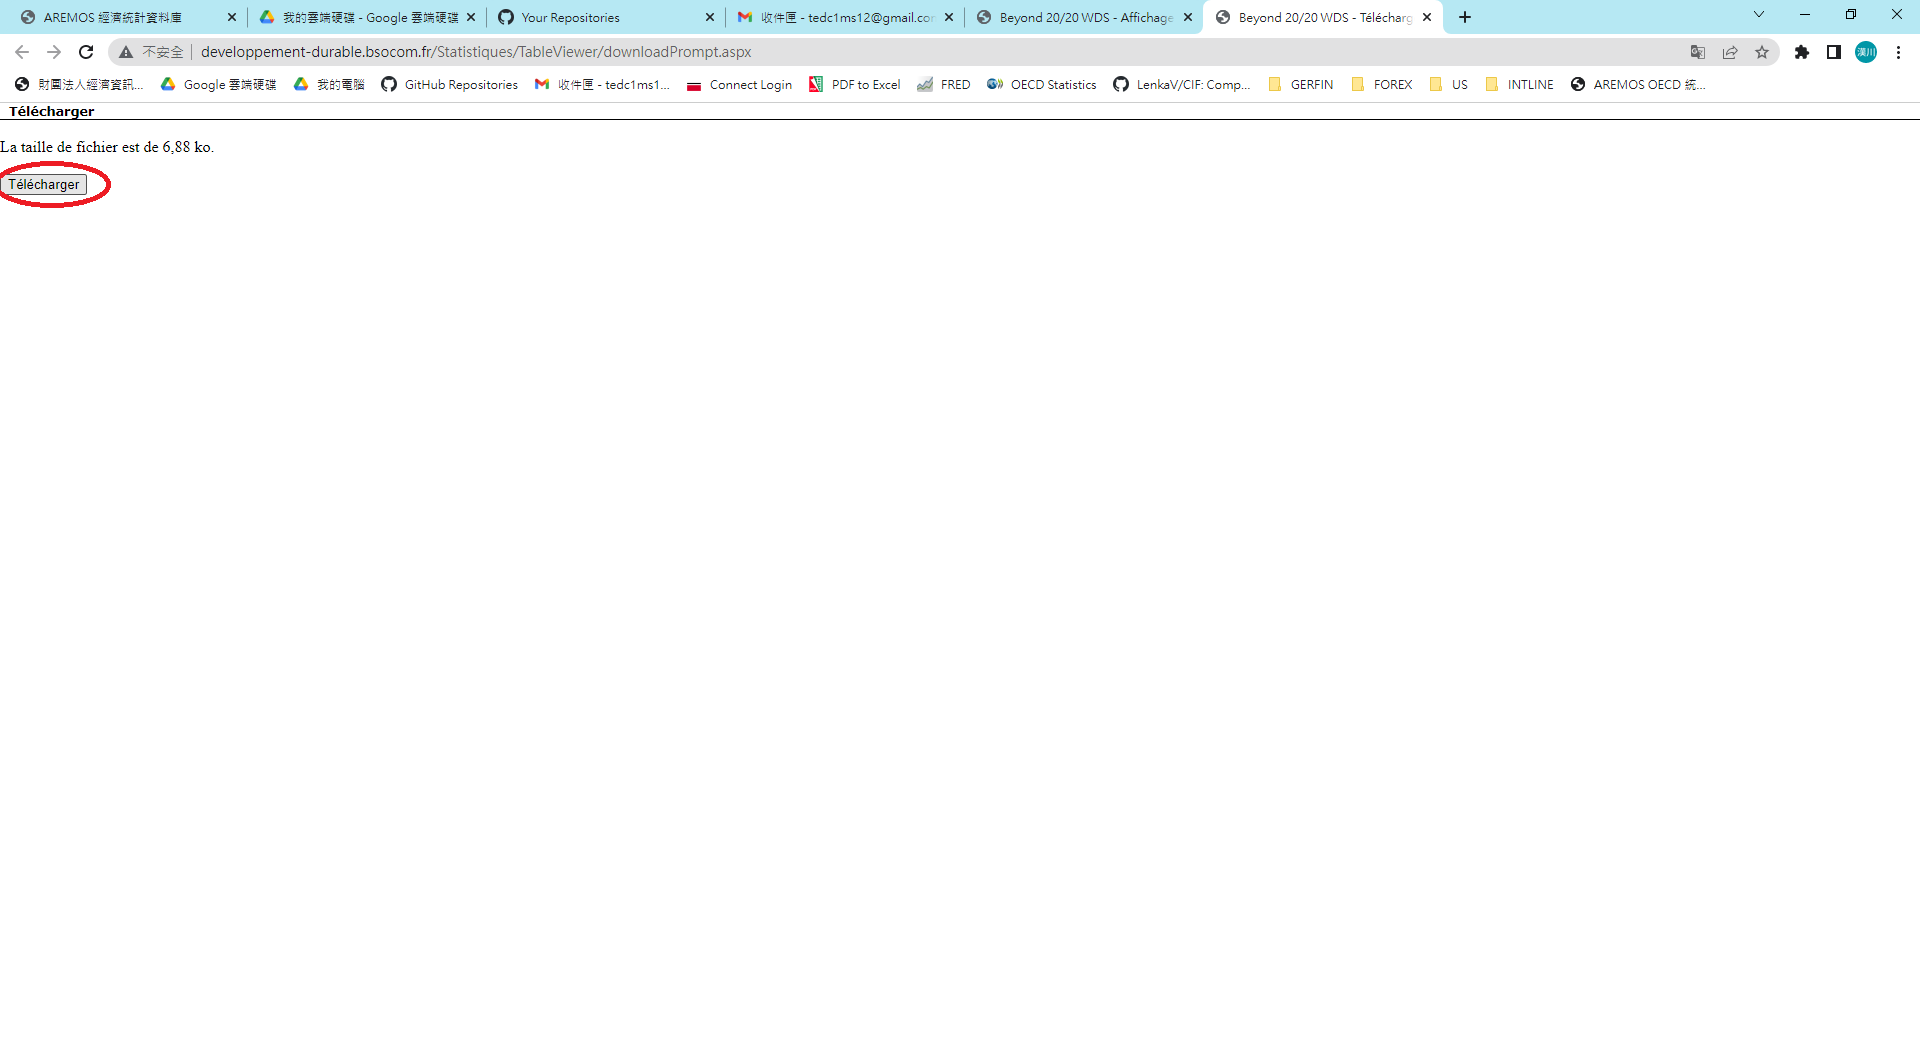 AREMOS 經濟統計資料庫
我的雲端硬碟 - Google 雲端硬碟
Your Repositories
收件匣 - tedc1ms12@gmail.cor
Beyond 20/20 WDS - Affichage
Beyond 20/20 WDS - Télécharg
不安全
developpement-durable.bsocom.fr/Statistiques/TableViewer/downloadPrompt.aspx
漢川
財團法人經濟資訊...
Google 雲端硬碟
我的電腦
GitHub Repositories
收件匣 - tedc1ms1...
Connect Login
PDF to Excel
FRED
OECD Statistics
LenkaV/CIF: Comp...
GERFIN
FOREX
US
INTLINE
AREMOS OECD 統...
Télécharger
La taille de fichier est de 6,88 ko.
Télécharger